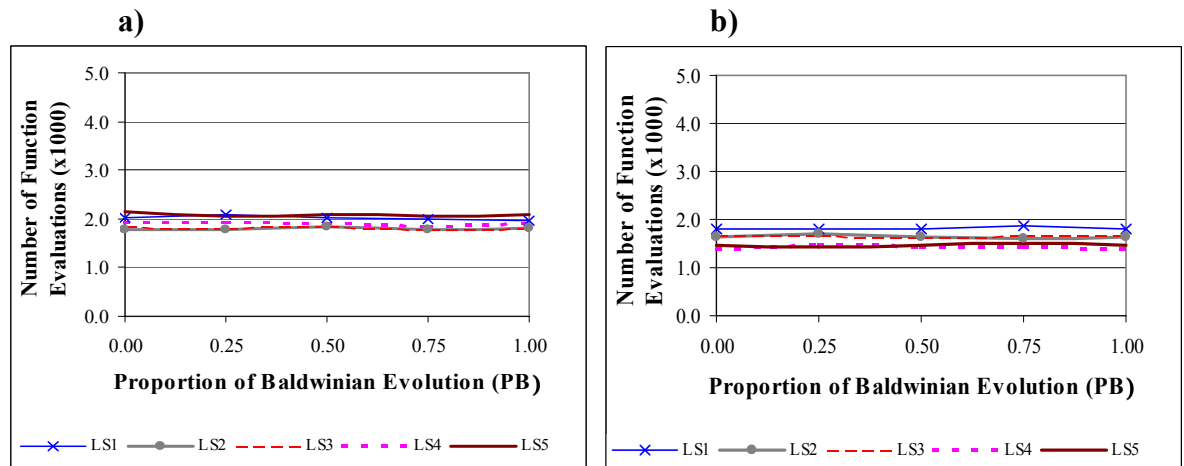 a)
Number of Function
Evaluations (x1000)
5.0
4.0
3.0
2.0
1.0
0.0
0.00 0.25 0.50 0.75 1.00
Proportion of Baldwinian Evolution (PB)
LS1 LS2 LS3 LS4 LS5
b)
Number of Function
Evaluations (x1000)
5.0
4.0
3.0
2.0
1.0
0.0
0.00 0.25 0.50 0.75 1.00
Proportion of Baldwinian Evolution (PB)
LS1 LS2 LS3 LS4 LS5